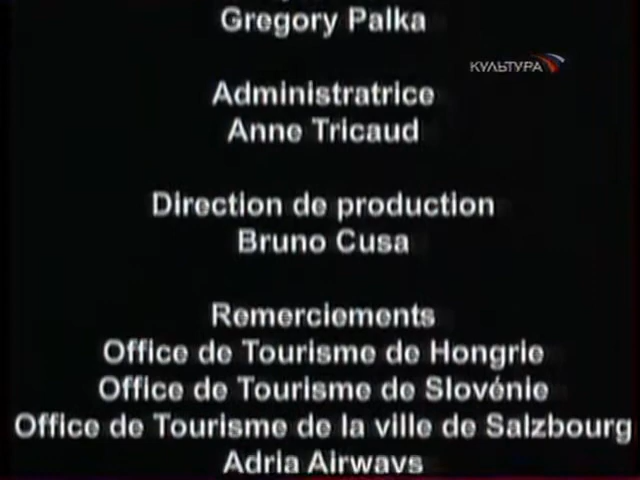 Gregory Palka
КУЛЬТУРА
Administratrice
Anne Tricaud
Direction de production
Bruno Cusa
Remerciements
Office de Tourisme de Hongrie
Office de Tourisme de Slovénie
Office de Tourisme de la ville de Salzbourg
Adria Airways